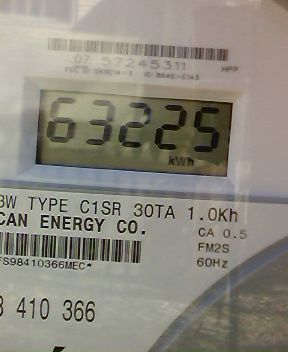 07 57245311 HPP
63225
kWh
3W TYPE C1SR 30TA 1.0Kh
CAN ENERGY CO.
CA 0.5
FM2S
FS98410366MEC*
60Hz
410 366